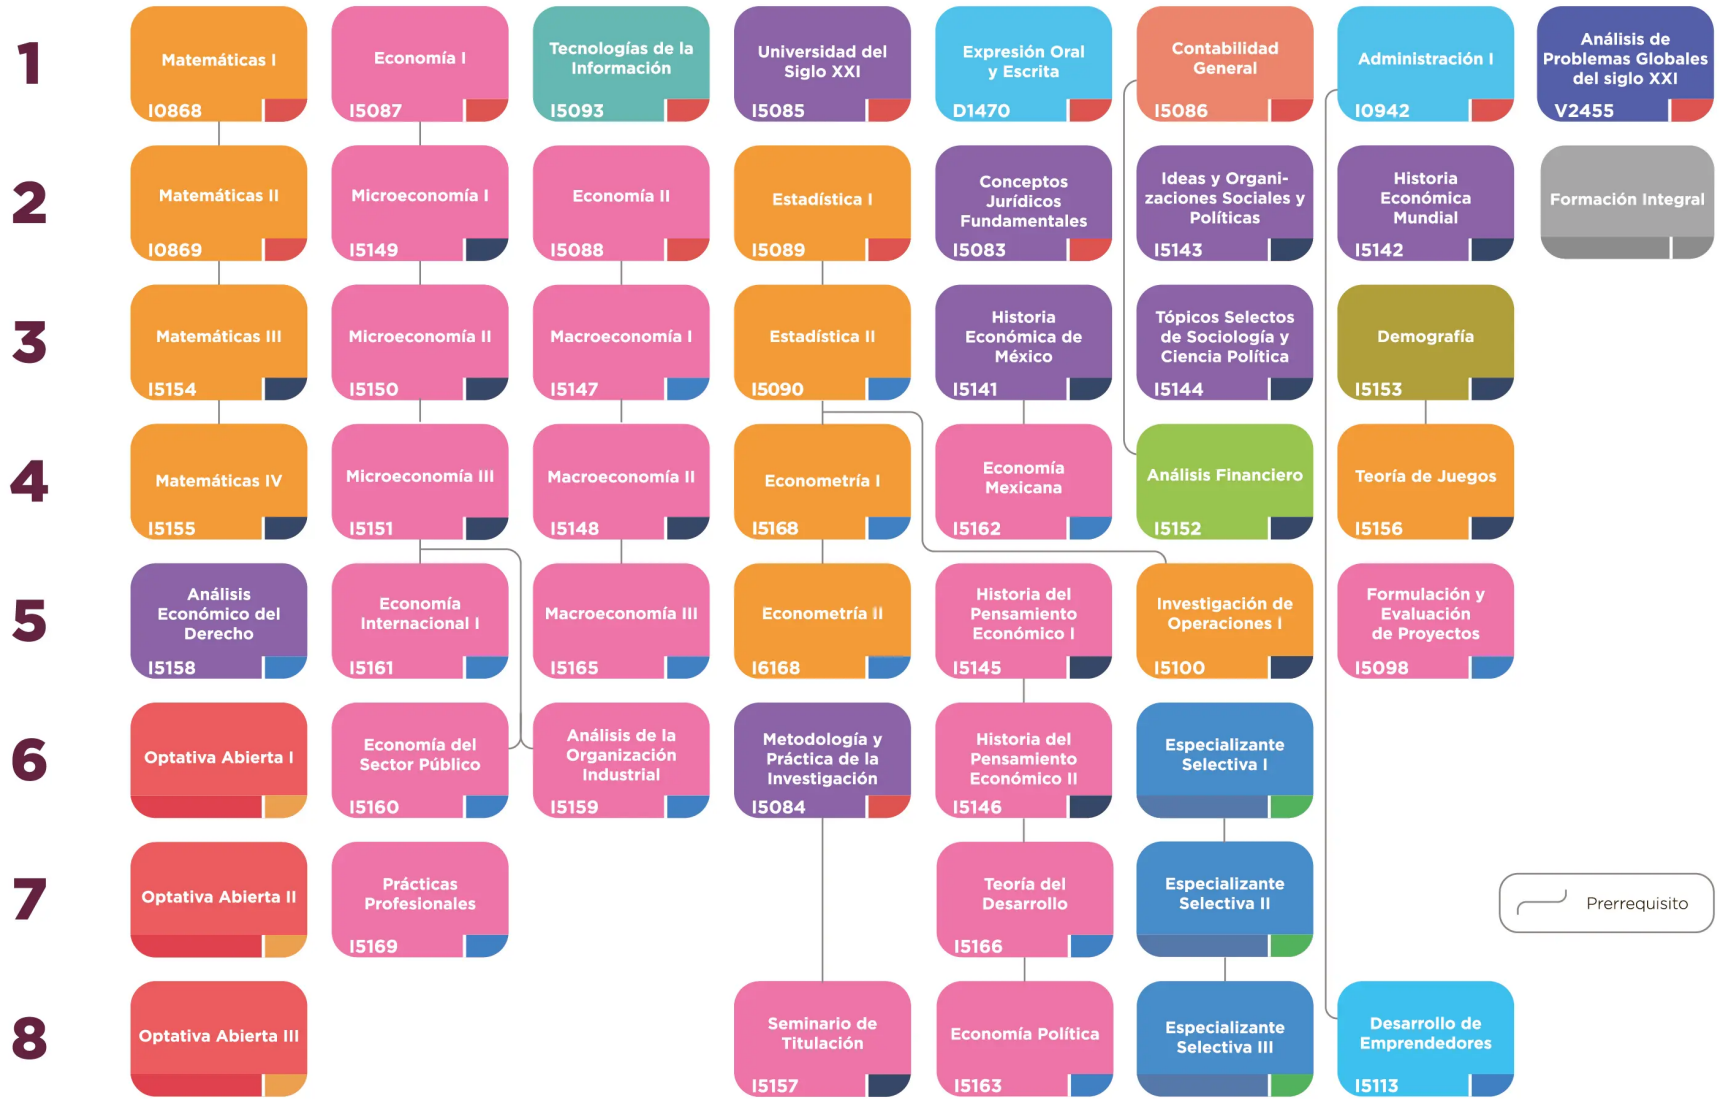 1
Matemáticas I
I0868
Economía I
I5087
Tecnologías de la
Información
I5093
Universidad del
Siglo XXI
I5085
Expresión Oral
y Escrita
D1470
Contabilidad
General
I5086
Administración I
I0942
Análisis de
Problemas Globales
del siglo XXI
V2455
2
Matemáticas II
I0869
Microeconomía I
I5149
Economía II
I5088
Estadística I
I5089
Conceptos
Jurídicos
Fundamentales
I5083
Ideas y Organi-
zaciones Sociales y
Políticas
I5143
Historia
Económica
Mundial
I5142
Formación Integral
3
Matemáticas III
I5154
Microeconomía II
I5150
Macroeconomía I
I5147
Estadística II
I5090
Historia
Económica de
México
I5141
Tópicos Selectos
de Sociología y
Ciencia Política
I5144
Demografía
I5153
4
Matemáticas IV
I5155
Microeconomía III
I5151
Macroeconomía II
I5148
Econometría I
I5168
Economía
Mexicana
I5162
Análisis Financiero
I5152
Teoría de Juegos
I5156
5
Análisis
Económico del
Derecho
I5158
Economía
Internacional I
I5161
Macroeconomía III
I5165
Econometría II
I6168
Historia del
Pensamiento
Económico I
I5145
Investigación de
Operaciones I
I5100
Formulación y
Evaluación
de Proyectos
I5098
6
Optativa Abierta I
Economía del
Sector Público
I5160
Análisis de la
Organización
Industrial
I5159
Metodología y
Práctica de la
Investigación
I5084
Historia del
Pensamiento
Económico II
I5146
Especializante
Selectiva I
7
Optativa Abierta II
Prácticas
Profesionales
I5169
Teoría del
Desarrollo
I5166
Especializante
Selectiva II
Prerrequisito
8
Optativa Abierta III
Seminario de
Titulación
I5157
Economía Política
I5163
Especializante
Selectiva III
Desarrollo de
Emprendedores
I5113